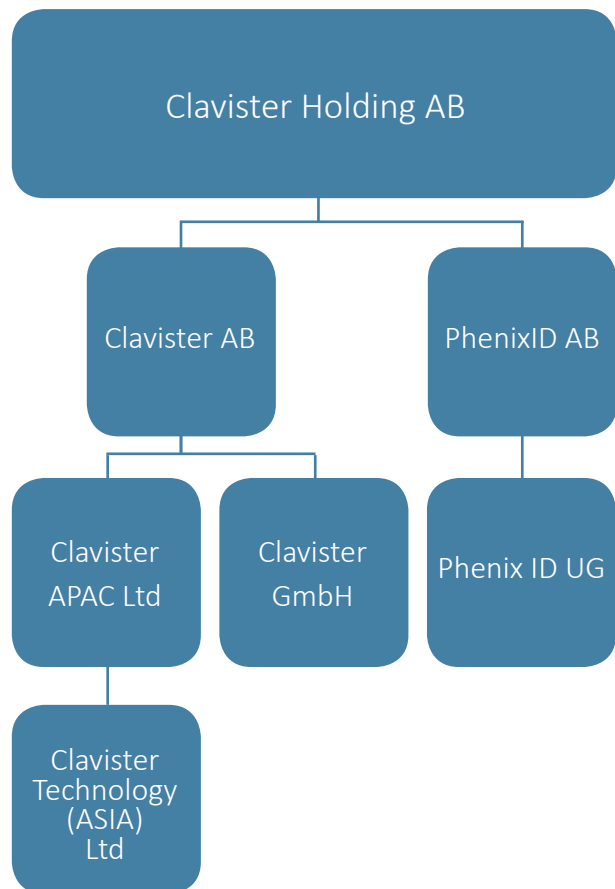 Clavister Holding AB
Clavister AB
PhenixID AB
Clavister
APAC Ltd
Clavister
GmbH
Phenix ID UG
Clavister
Technology
(ASIA)
Ltd